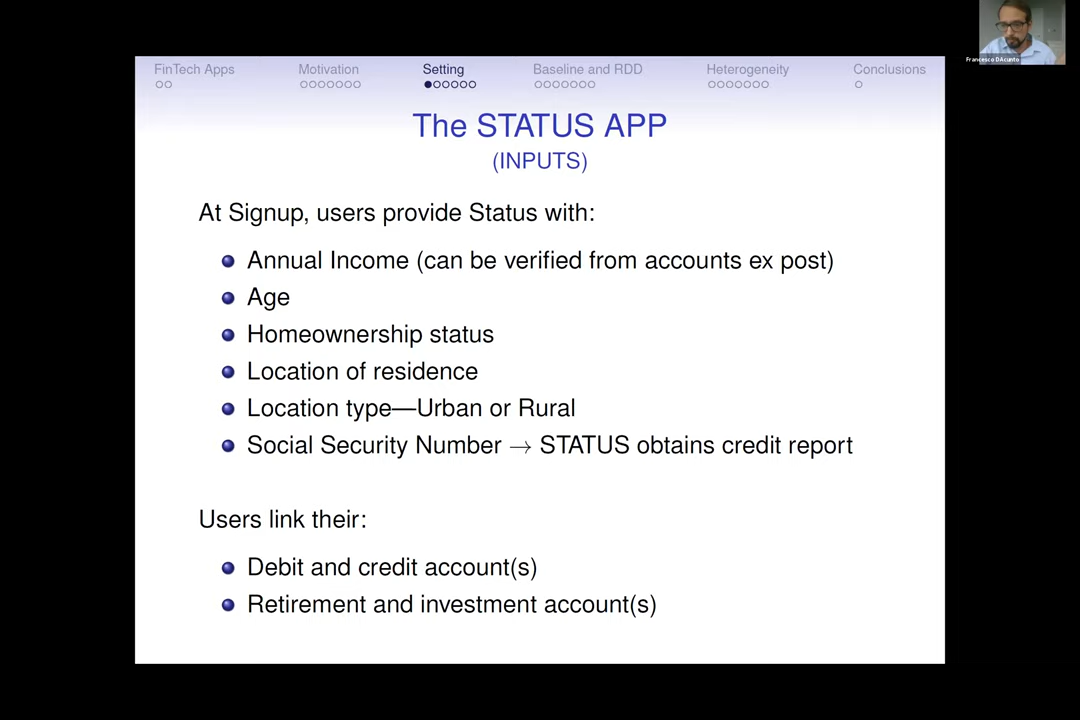 FinTech Apps Motivation Setting Baseline and RDD Heterogeneity Conclusions
The STATUS APP
(INPUTS)
At Signup, users provide Status with:
Annual Income (can be verified from accounts ex post)
Age
Homeownership status
Location of residence
Location type—Urban or Rural
Social Security Number → STATUS obtains credit report
Users link their:
Debit and credit account(s)
Retirement and investment account(s)
Francesco DAcunto